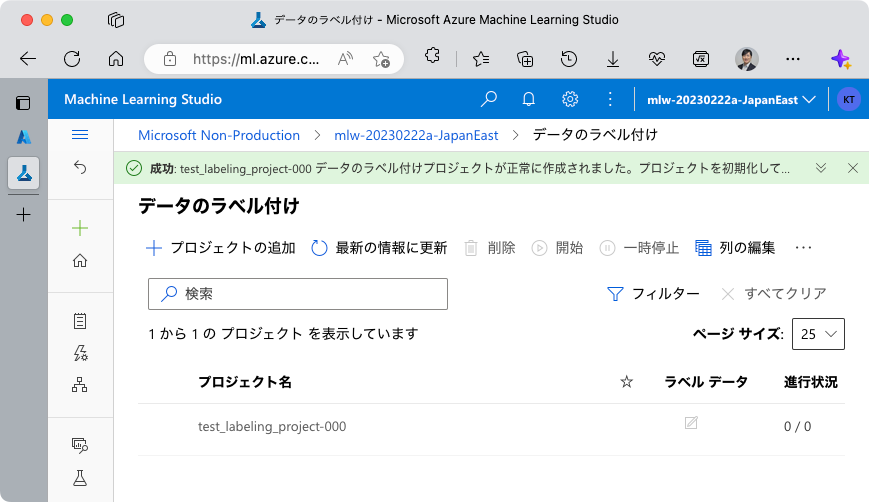 データのラベル付け - Microsoft Azure Machine Learning Studio
https://ml.azure.c...
Machine Learning Studio
mlw-20230222a-JapanEast
KT
Microsoft Non-Production > mlw-20230222a-JapanEast > データのラベル付け
成功: test_labeling_project-000 データのラベル付けプロジェクトが正常に作成されました。プロジェクトを初期化して...
データのラベル付け
プロジェクトの追加 最新の情報に更新 削除 開始 一時停止 列の編集 ...
検索
フィルター すべてクリア
1 から 1 の プロジェクト を表示しています
ページ サイズ: 25
プロジェクト名 ラベル データ 進行状況
test_labeling_project-000 0 / 0